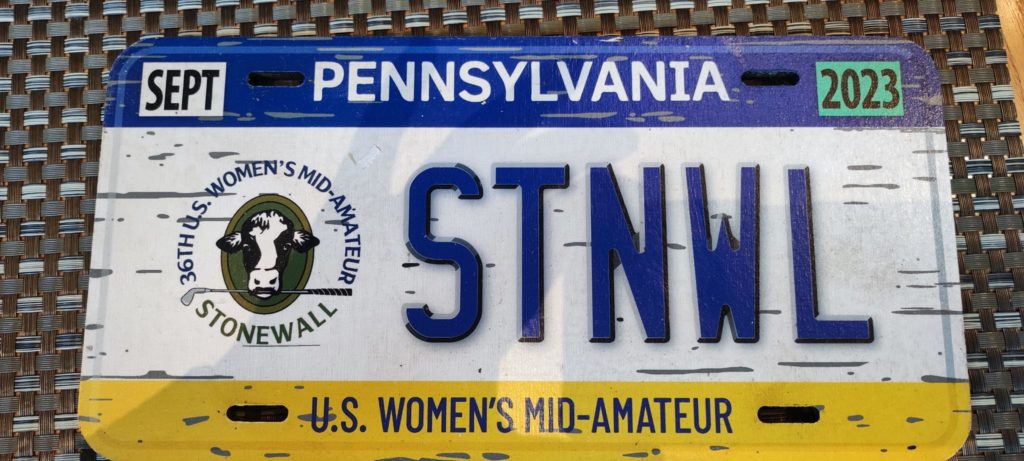 SEPT PENNSYLVANIA 2023
36TH U.S. WOMEN'S MID-AMATEUR
STONEWALL
STNWL
U.S. WOMEN'S MID-AMATEUR